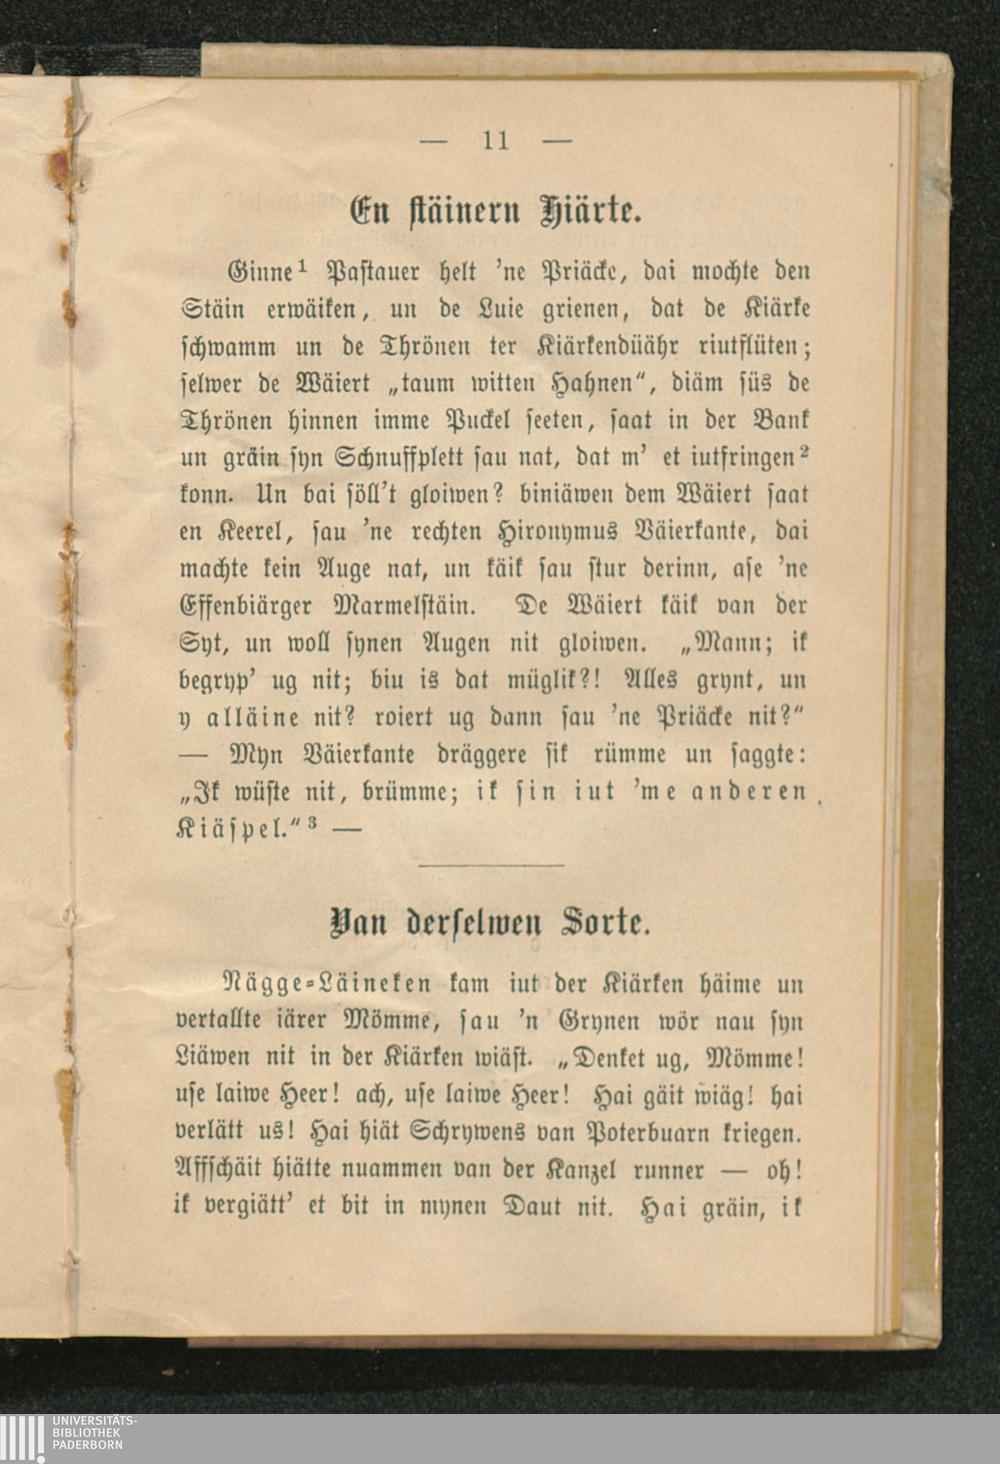 — 11 —
En stäinern Hiärte.
Ginne¹ Pastauer helt 'ne Priäcke, dai mochte den
Stäin erwäiken, un de Luie grienen, dat de Kiärke
schwamm un de Thrönen ter Kiärkendüähr riutflüten;
selwer de Wäiert „taum witten Hahnen“, diäm süs de
Thrönen hinnen imme Puckel seeten, saat in der Bank
un gräin syn Schnuffplett sau nat, dat m' et iutfringen²
konn. Un bai söll't gloiwen? biniäwen dem Wäiert saat
en Keerel, sau 'ne rechten Hironymus Väierkante, dai
machte kein Auge nat, un käik sau stur derinn, ase 'ne
Effenbiärger Marmelstäin. De Wäiert käik van der
Syt, un woll synen Augen nit gloiwen. „Mann; ik
begryp' ug nit; biu is dat müglik?! Alles grynt, un
y alläine nit? roiert ug dann sau 'ne Priäcke nit?“
— Myn Väierkante dräggere sik rümme un saggte:
„Ik wüste nit, brümme; ik sin iut 'me anderen
Kiäspel.“³ —
Van derselwen Sorte.
Nägge-Läineken kam iut der Kiärken häime un
vertallte iärer Mömme, sau 'n Grynen wör nau syn
Liäwen nit in der Kiärken wiäst. „Denket ug, Mömme!
use laiwe Heer! ach, use laiwe Heer! Hai gäit wiäg! hai
verlätt us! Hai hiät Schrywens van Poterbuarn kriegen.
Affschäit hiätte nuammen van der Kanzel runner — oh!
ik vergiätt' et bit in mynen Daut nit. Hai gräin, ik
UNIVERSITÄTS-
BIBLIOTHEK
PADERBORN